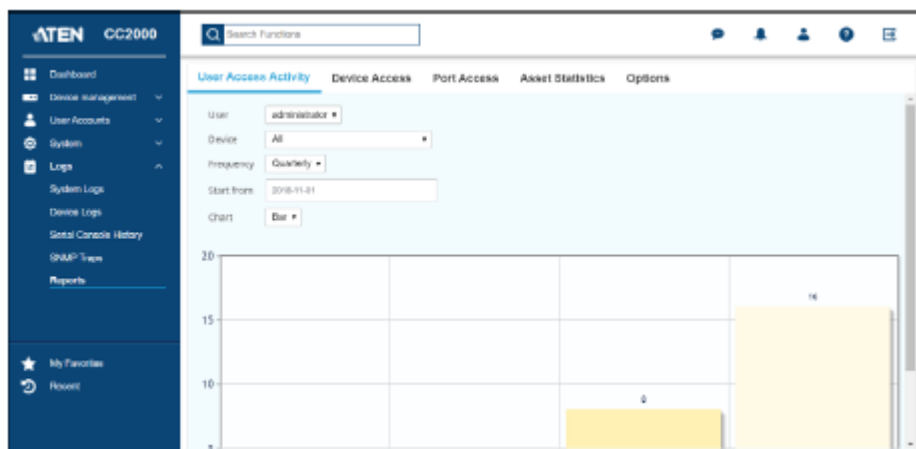 ATEN CC2000
Search Functions
Dashboard
Device management
User Accounts
System
Logs
System Logs
Device Logs
Serial Console History
SNMP Traps
Reports
My Favorites
Recent
User Access Activity Device Access Port Access Asset Statistics Options
User administrator
Device All
Frequency Quarterly
Start from 2018-11-01
Chart Bar
20
16
15
10
8
5